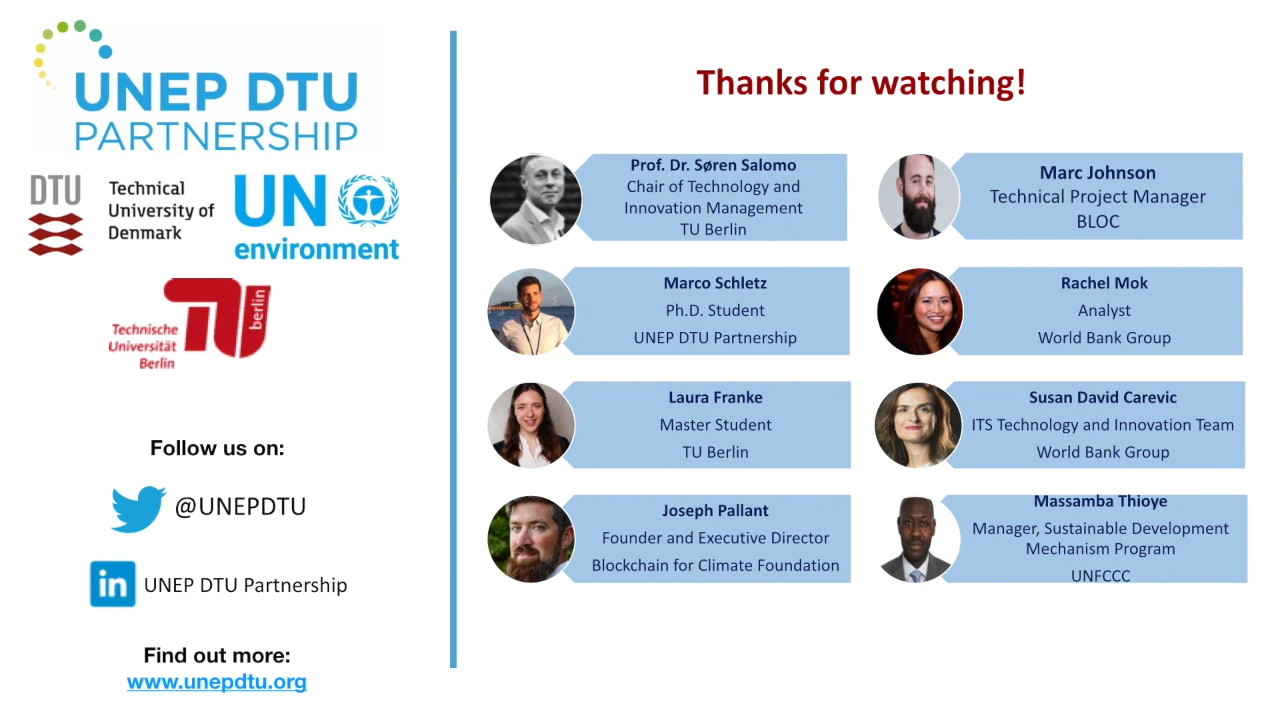 UNEP DTU
PARTNERSHIP
DTU
Technical
University of
Denmark
UN
environment
Technische
Universität
Berlin
berlin
Follow us on:
@UNEPDTU
in
UNEP DTU Partnership
Find out more:
www.unepdtu.org
Thanks for watching!
Prof. Dr. Søren Salomo
Chair of Technology and
Innovation Management
TU Berlin
Marc Johnson
Technical Project Manager
BLOC
Marco Schletz
Ph.D. Student
UNEP DTU Partnership
Rachel Mok
Analyst
World Bank Group
Laura Franke
Master Student
TU Berlin
Susan David Carevic
ITS Technology and Innovation Team
World Bank Group
Joseph Pallant
Founder and Executive Director
Blockchain for Climate Foundation
Massamba Thioye
Manager, Sustainable Development
Mechanism Program
UNFCCC